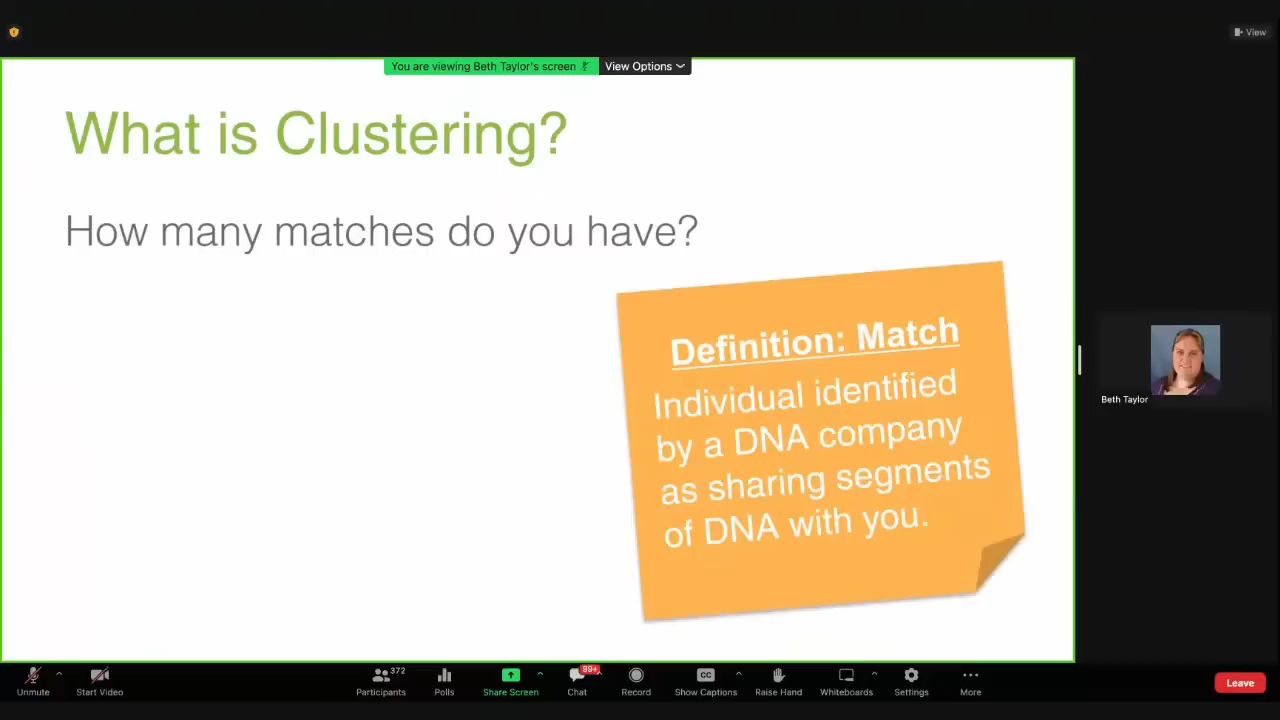 View
You are viewing Beth Taylor's screen
View Options
What is Clustering?
How many matches do you have?
Definition: Match
Individual identified
by a DNA company
as sharing segments
of DNA with you.
Beth Taylor
Unmute
Start Video
372
Participants
Polls
Share Screen
99+
Chat
Record
CC
Show Captions
Raise Hand
Whiteboards
Settings
More
Leave